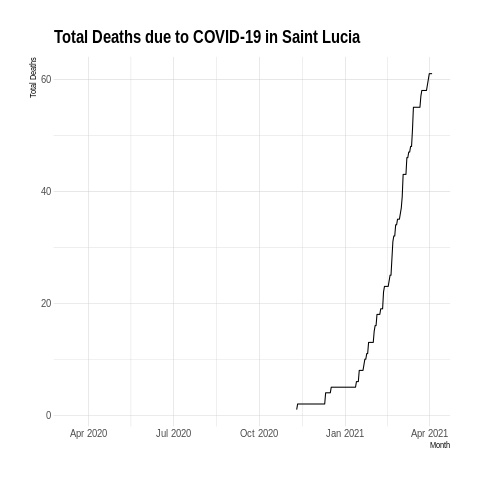 Total Deaths due to COVID-19 in Saint Lucia
Total Deaths
60
40
20
0
Apr 2020 Jul 2020 Oct 2020 Jan 2021 Apr 2021
Month